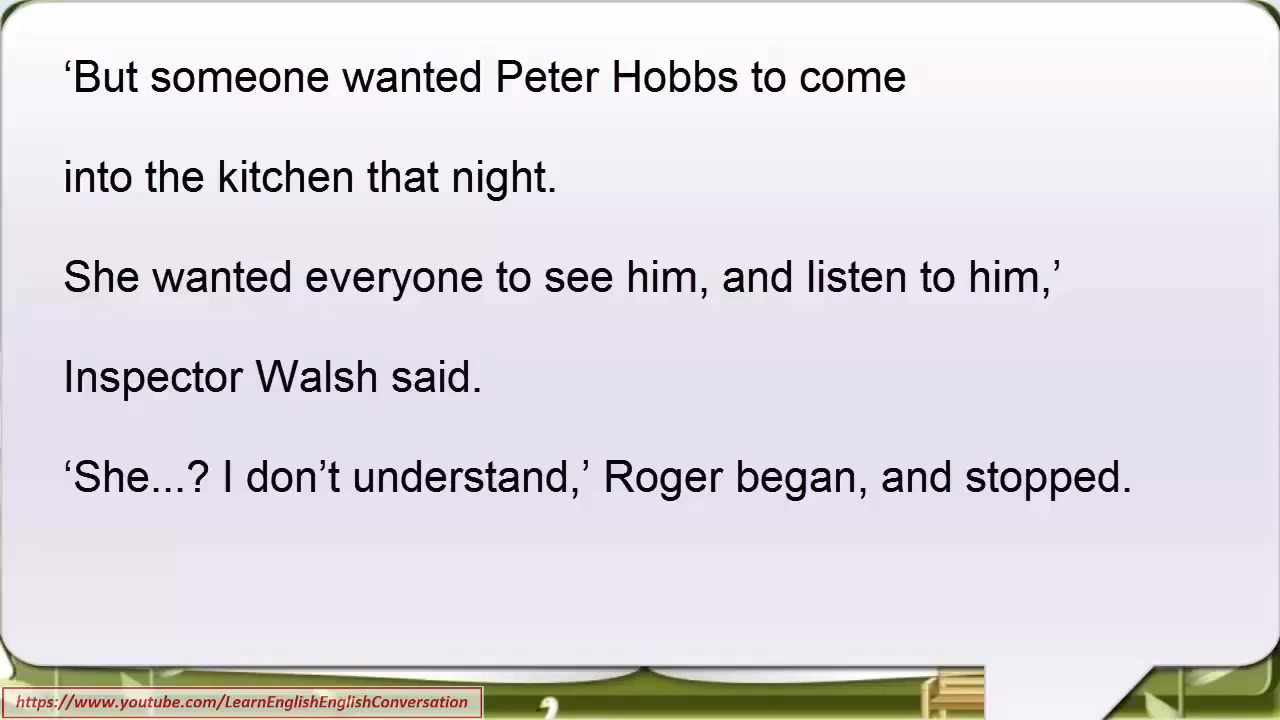 ‘But someone wanted Peter Hobbs to come
into the kitchen that night.
She wanted everyone to see him, and listen to him,’
Inspector Walsh said.
‘She...? I don’t understand,’ Roger began, and stopped.
https://www.youtube.com/LearnEnglishEnglishConversation